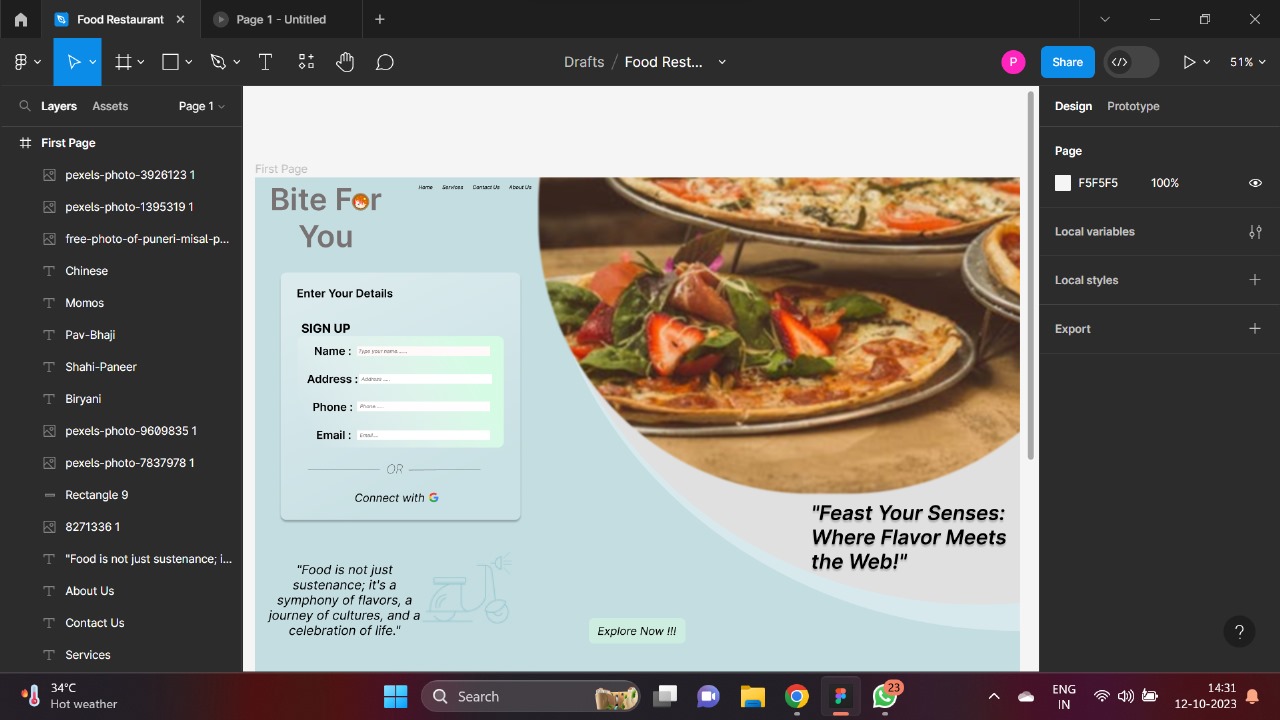 Food Restaurant
Page 1 - Untitled
Drafts / Food Rest...
P
Share
51%
Layers
Assets
Page 1
Design
Prototype
First Page
pexels-photo-3926123 1
pexels-photo-1395319 1
free-photo-of-puneri-misal-p...
Chinese
Momos
Pav-Bhaji
Shahi-Paneer
Biryani
pexels-photo-9609835 1
pexels-photo-7837978 1
Rectangle 9
8271336 1
"Food is not just sustenance; i...
About Us
Contact Us
Services
First Page
Bite For
You
Home
Services
Contact Us
About Us
Enter Your Details
SIGN UP
Name :
Type your name......
Address :
Address ....
Phone :
Phone.....
Email :
Email...
OR
Connect with G
"Food is not just
sustenance; it's a
symphony of flavors, a
journey of cultures, and a
celebration of life."
"Feast Your Senses:
Where Flavor Meets
the Web!"
Explore Now !!!
Page
F5F5F5
100%
Local variables
Local styles
Export
?
34°C
Hot weather
Search
23
ENG
IN
14:31
12-10-2023